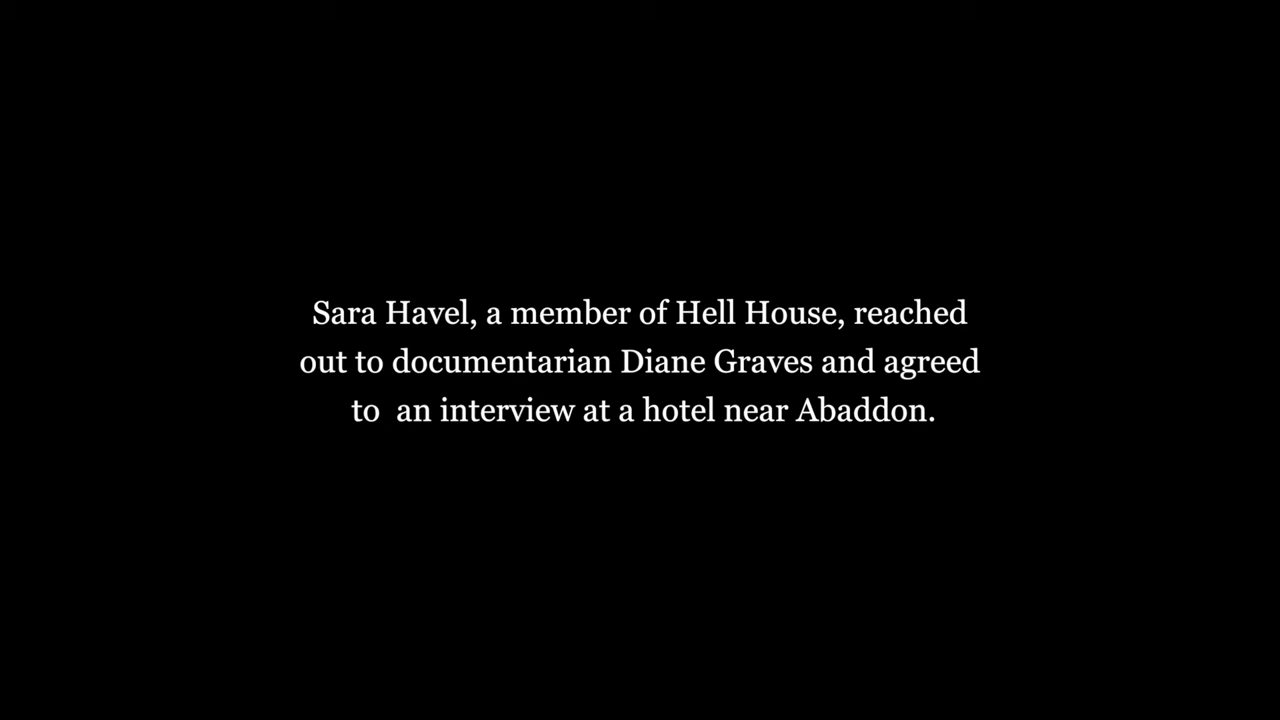 Sara Havel, a member of Hell House, reached
out to documentarian Diane Graves and agreed
to  an interview at a hotel near Abaddon.